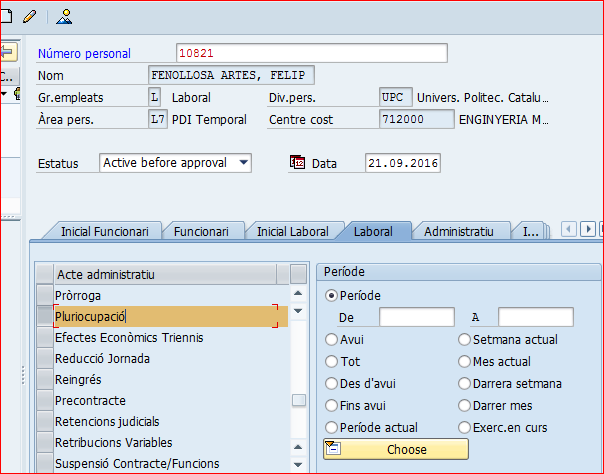 Número personal 10821
Nom FENOLLOSA ARTES, FELIP
Gr.empleats L Laboral Div.pers. UPC Univers. Politec. Catalu...
Àrea pers. L7 PDI Temporal Centre cost 712000 ENGINYERIA M...
Estatus Active before approval Data 21.09.2016
Inicial Funcionari Funcionari Inicial Laboral Laboral Administratiu I...
C..
Acte administratiu
Pròrroga
Pluriocupació
Efectes Econòmics Triennis
Reducció Jornada
Reingrés
Precontracte
Retencions judicials
Retribucions Variables
Suspensió Contracte/Funcions
Període
Període
De A
Avui Setmana actual
Tot Mes actual
Des d'avui Darrera setmana
Fins avui Darrer mes
Període actual Exerc.en curs
Choose